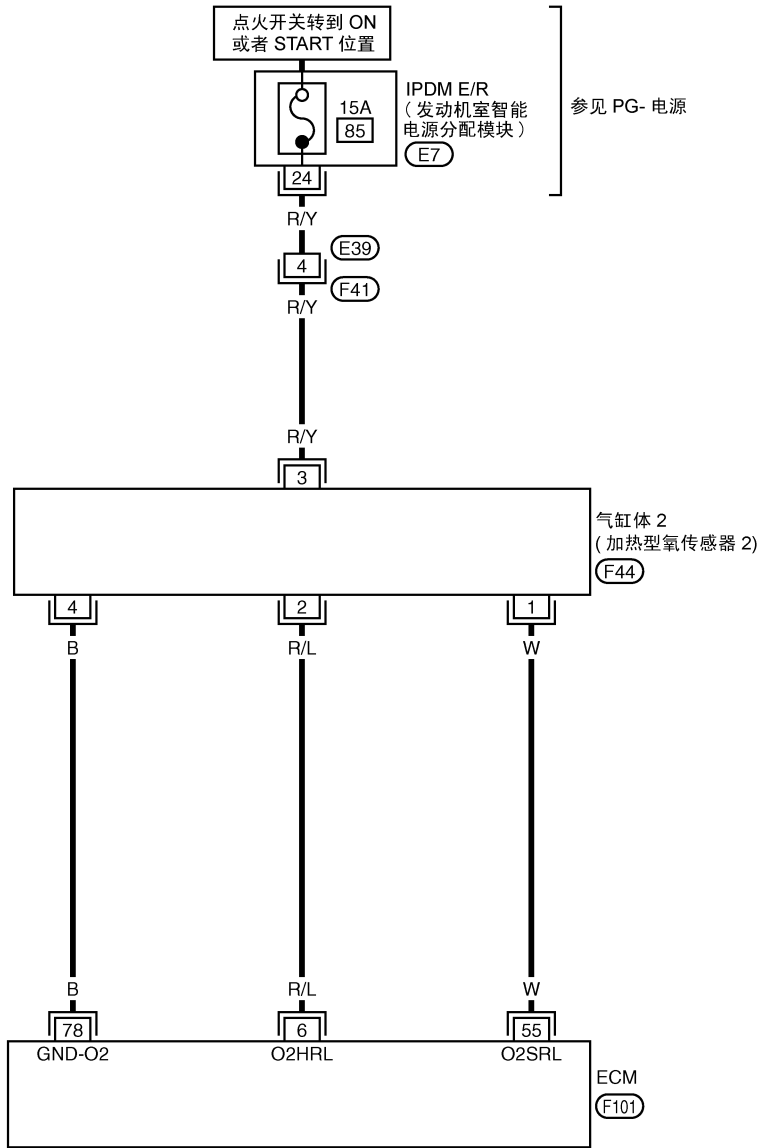 点火开关转到 ON
或者 START 位置
IPDM E/R
( 发动机室智能
电源分配模块 )
E7
15A
85
参见 PG- 电源
24
R/Y
E39
4
F41
R/Y
R/Y
3
气缸体 2
( 加热型氧传感器 2)
F44
4
2
1
B
R/L
W
B
R/L
W
78
6
55
GND-O2
O2HRL
O2SRL
ECM
F101